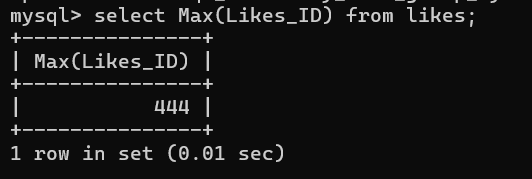 mysql> select Max(Likes_ID) from likes;
+---------------+
| Max(Likes_ID) |
+---------------+
|           444 |
+---------------+
1 row in set (0.01 sec)